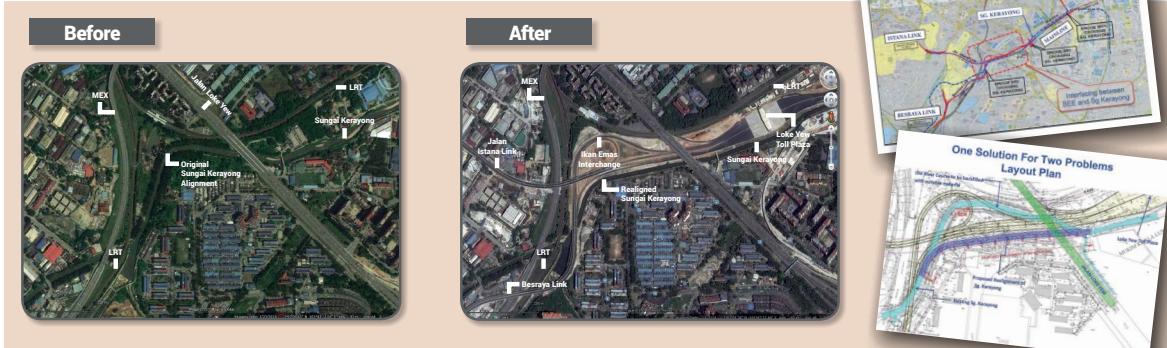 Before
MEX
Jalan Loke Yew
LRT
Sungai Kerayong
Original
Sungai Kerayong
Alignment
LRT
After
MEX
LRT
Loke Yew
Toll Plaza
Jalan
Istana Link
Ikan Emas
Interchange
Sungai Kerayong
Realigned
Sungai Kerayong
LRT
Besraya Link
SG. KERAYONG
ISTANA LINK
MAINLINE
BESRAYA LINK
Interfacing between
BEE and Sg Kerayong
One Solution For Two Problems
Layout Plan